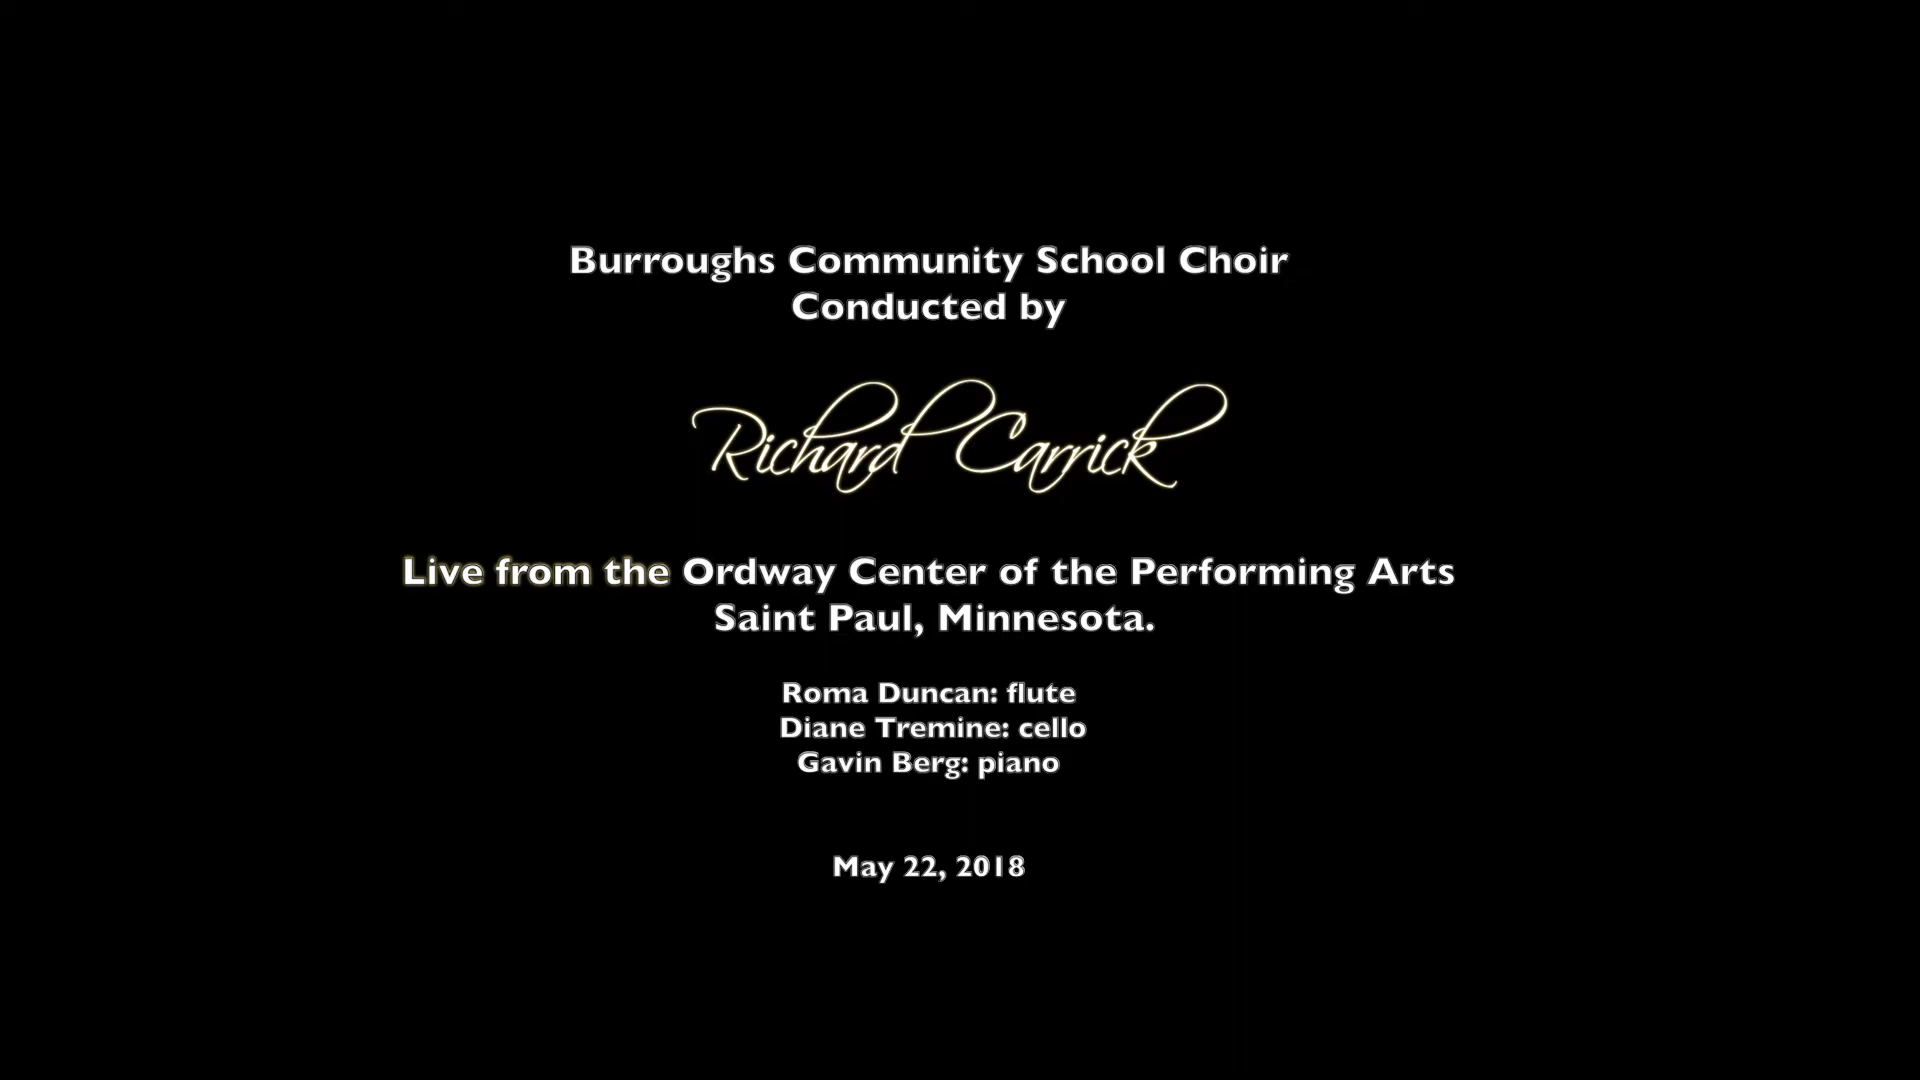 Burroughs Community School Choir
Conducted by
Richard Carrick
Live from the Ordway Center of the Performing Arts
Saint Paul, Minnesota.
Roma Duncan: flute
Diane Tremine: cello
Gavin Berg: piano
May 22, 2018